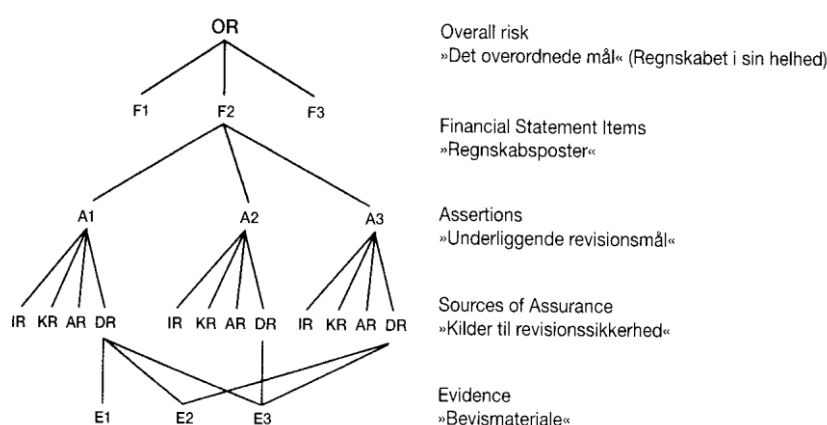 OR
Overall risk
»Det overordnede mål« (Regnskabet i sin helhed)
F1 F2 F3
Financial Statement Items
»Regnskabsposter«
A1 A2 A3
Assertions
»Underliggende revisionsmål«
IR KR AR DR IR KR AR DR IR KR AR DR
Sources of Assurance
»Kilder til revisionssikkerhed«
E1 E2 E3
Evidence
»Bevismateriale«